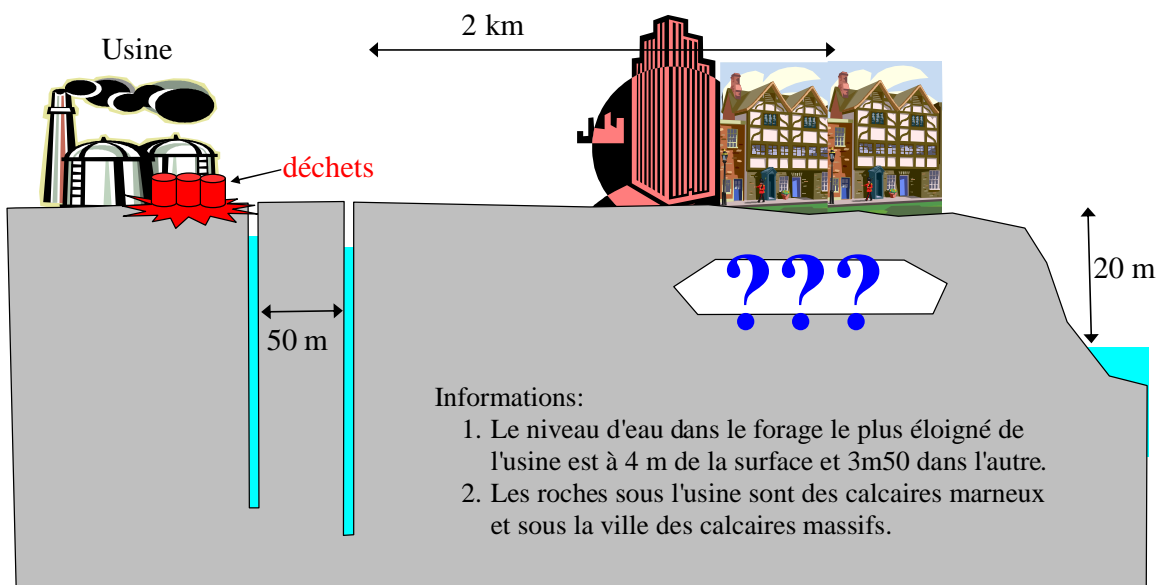 2 km
Usine
déchets
???
20 m
50 m
Informations:
1. Le niveau d'eau dans le forage le plus éloigné de
l'usine est à 4 m de la surface et 3m50 dans l'autre.
2. Les roches sous l'usine sont des calcaires marneux
et sous la ville des calcaires massifs.